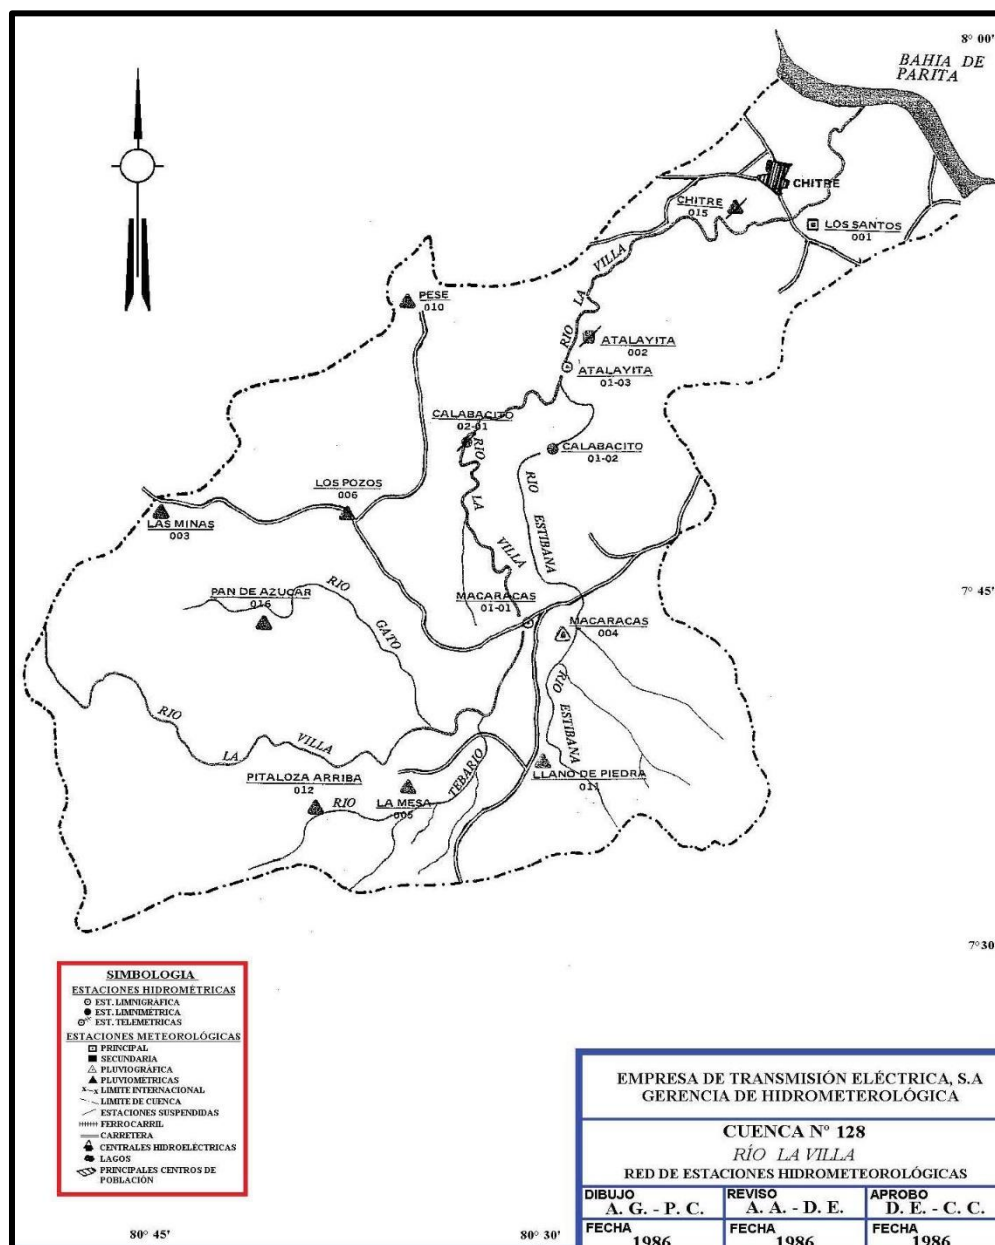 8° 00'
BAHIA DE
PARITA
CHITRE
CHITRE
015
LOS SANTOS
001
RIO LA VILLA
PESE
010
ATALAYITA
002
ATALAYITA
01-03
CALABACITO
02-01
CALABACITO
01-02
RIO LA VILLA
RIO ESTIBANA
LOS POZOS
006
LAS MINAS
003
7° 45'
PAN DE AZUCAR
016
RIO GATO
MACARACAS
01-01
MACARACAS
004
RIO ESTIBANA
RIO LA VILLA
PITALOZA ARRIBA
012
LA MESA
005
RIO TEBARIO
LLANO DE PIEDRA
011
7° 30'
SIMBOLOGIA
ESTACIONES HIDROMÉTRICAS
EST. LIMNIGRÁFICA
EST. LIMNIMÉTRICA
EST. TELEMETRICAS
ESTACIONES METEOROLÓGICAS
PRINCIPAL
SECUNDARIA
PLUVIOGRÁFICA
PLUVIOMETRICAS
LIMITE INTERNACIONAL
LIMITE DE CUENCA
ESTACIONES SUSPENDIDAS
FERROCARRIL
CARRETERA
CENTRALES HIDROELÉCTRICAS
LAGOS
PRINCIPALES CENTROS DE
POBLACIÓN
EMPRESA DE TRANSMISIÓN ELÉCTRICA, S.A
GERENCIA DE HIDROMETEROLÓGICA
CUENCA N° 128
RÍO LA VILLA
RED DE ESTACIONES HIDROMETEOROLÓGICAS
DIBUJO
A. G. - P. C.
REVISO
A. A. - D. E.
APROBO
D. E. - C. C.
FECHA
1986
FECHA
1986
FECHA
1986
80° 45'
80° 30'